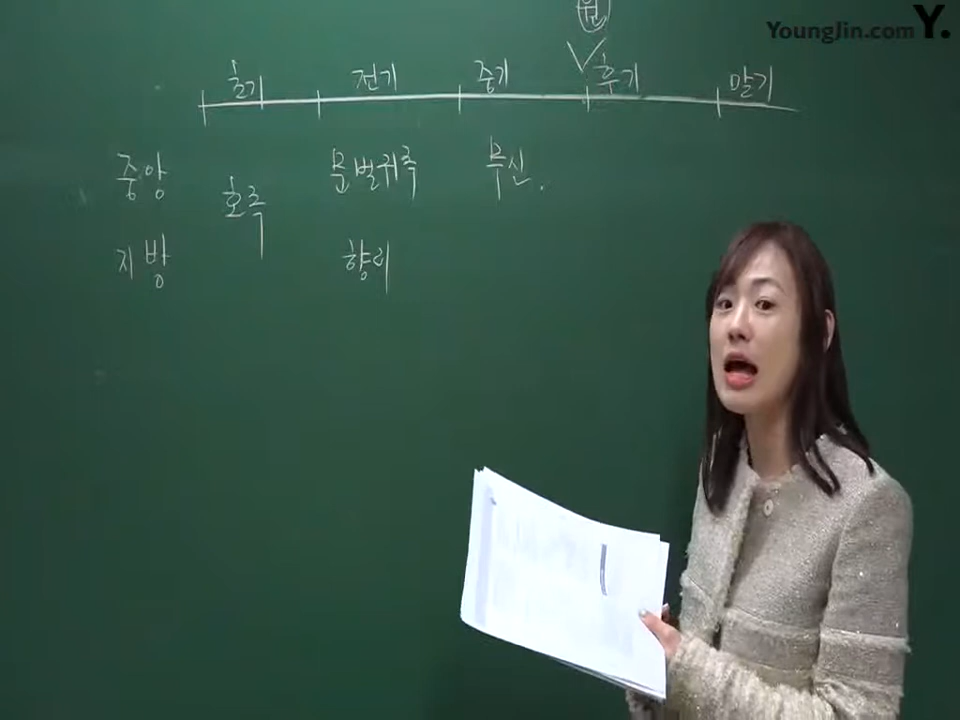 YoungJin.com Y.
원
초기 전기 중기 후기 말기
중앙 호족 문벌귀족 무신.
지방 향리